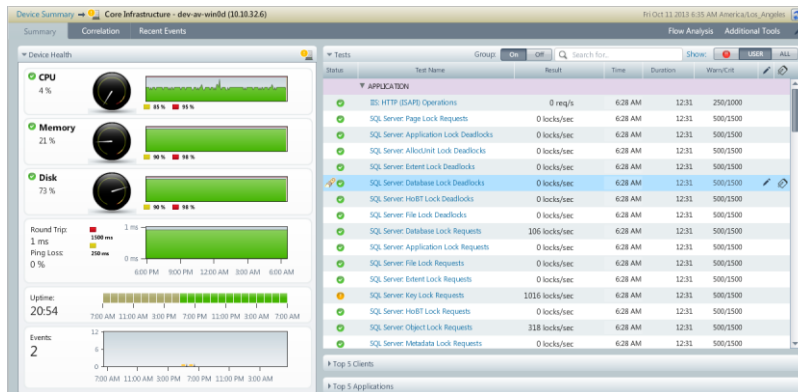 Device Summary → Core Infrastructure - dev-av-win0d (10.10.32.6)
Fri Oct 11 2013 6:35 AM America/Los_Angeles
Summary Correlation Recent Events
Flow Analysis Additional Tools
Device Health
CPU
4 %
85 % 95 %
Memory
21 %
90 % 98 %
Disk
73 %
90 % 98 %
Round Trip:
1 ms
1500 ms
Ping Loss:
250 ms
0 %
1 ms
0 ms
6:00 PM 9:00 PM 12:00 AM 3:00 AM 6:00 AM
Uptime:
20:54
7:00 AM 11:00 AM 3:00 PM 7:00 PM 11:00 PM 3:00 AM 7:00 AM
Events:
2
12
6
0
7:00 AM 11:00 AM 3:00 PM 7:00 PM 11:00 PM 3:00 AM
Tests
Group: On Off Search for.. Show: USER ALL
Status Test Name Result Time Duration Warn/Crit
APPLICATION
IIS: HTTP (ISAPI) Operations 0 req/s 6:28 AM 12:31 250/1000
SQL Server: Page Lock Requests 0 locks/sec 6:28 AM 12:31 500/1500
SQL Server: Application Lock Deadlocks 0 locks/sec 6:28 AM 12:31 500/1500
SQL Server: AllocUnit Lock Deadlocks 0 locks/sec 6:28 AM 12:31 500/1500
SQL Server: Extent Lock Deadlocks 0 locks/sec 6:28 AM 12:31 500/1500
SQL Server: Database Lock Deadlocks 0 locks/sec 6:28 AM 12:31 500/1500
SQL Server: HoBT Lock Deadlocks 0 locks/sec 6:28 AM 12:31 500/1500
SQL Server: File Lock Deadlocks 0 locks/sec 6:28 AM 12:31 500/1500
SQL Server: Database Lock Requests 106 locks/sec 6:28 AM 12:31 500/1500
SQL Server: Application Lock Requests 0 locks/sec 6:28 AM 12:31 500/1500
SQL Server: File Lock Requests 0 locks/sec 6:28 AM 12:31 500/1500
SQL Server: Extent Lock Requests 0 locks/sec 6:28 AM 12:31 500/1500
SQL Server: Key Lock Requests 1016 locks/sec 6:28 AM 12:31 500/1500
SQL Server: HoBT Lock Requests 0 locks/sec 6:28 AM 12:31 500/1500
SQL Server: Object Lock Requests 318 locks/sec 6:28 AM 12:31 500/1500
SQL Server: Metadata Lock Requests 0 locks/sec 6:28 AM 12:31 500/1500
Top 5 Clients
Top 5 Applications